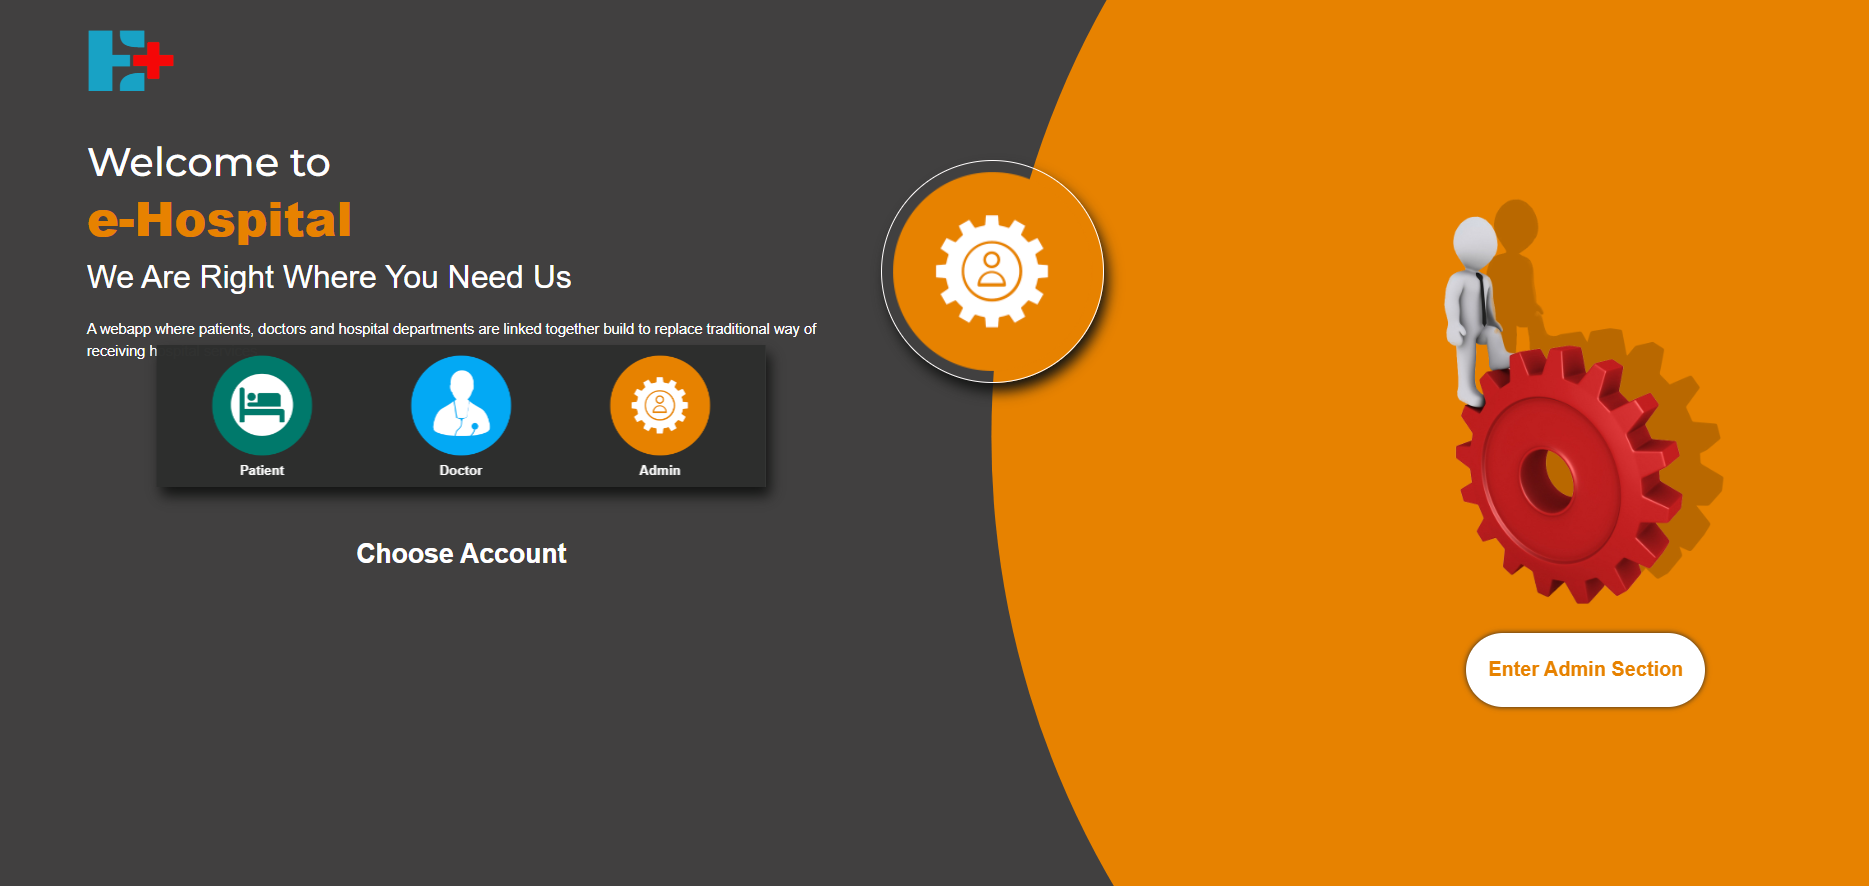 Welcome to
e-Hospital
We Are Right Where You Need Us
A webapp where patients, doctors and hospital departments are linked together build to replace traditional way of
receiving
Patient
Doctor
Admin
Choose Account
Enter Admin Section